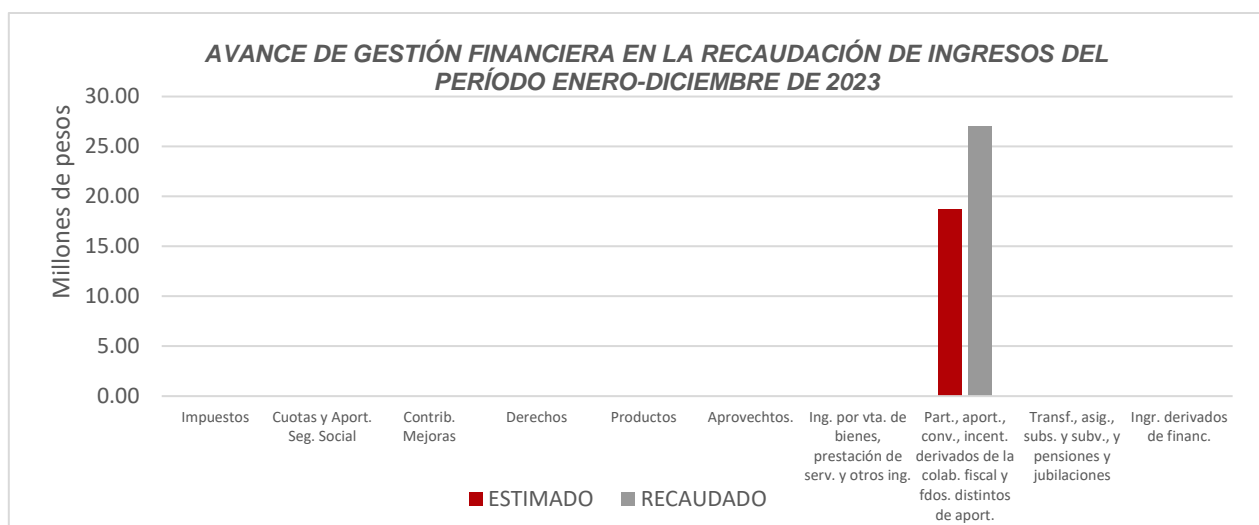 AVANCE DE GESTIÓN FINANCIERA EN LA RECAUDACIÓN DE INGRESOS DEL
PERÍODO ENERO-DICIEMBRE DE 2023
Millones de pesos
30.00
25.00
20.00
15.00
10.00
5.00
0.00
Impuestos
Cuotas y Aport.
Seg. Social
Contrib.
Mejoras
Derechos
Productos
Aprovechtos.
Ing. por vta. de
bienes,
prestación de
serv. y otros ing.
Part., aport.,
conv., incent.
derivados de la
colab. fiscal y
fdos. distintos
de aport.
Transf., asig.,
subs. y subv., y
pensiones y
jubilaciones
Ingr. derivados
de financ.
ESTIMADO
RECAUDADO